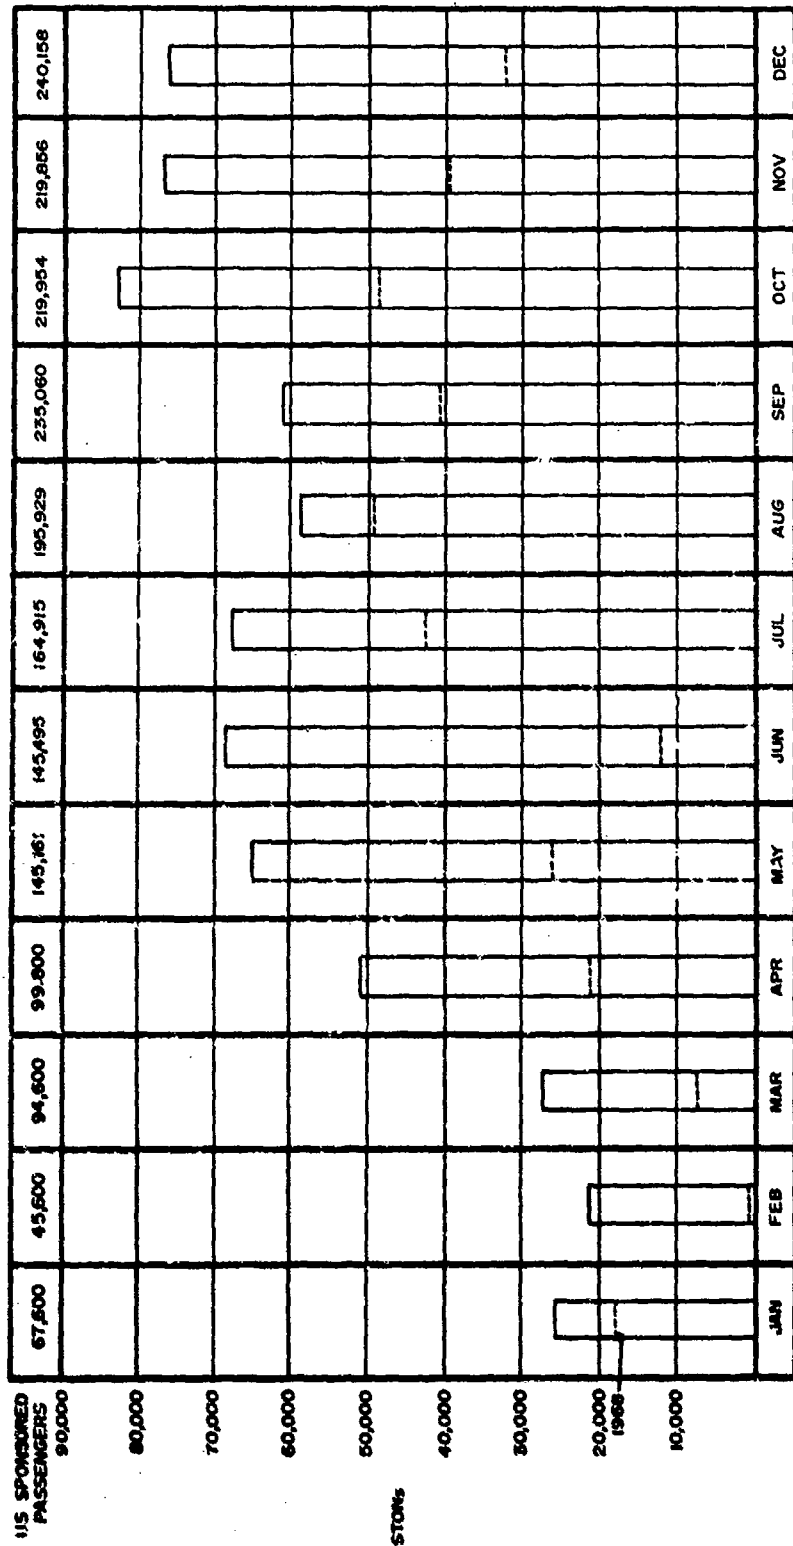 US SPONSORED
PASSENGERS
67,600 45,600 94,600 99.800 145,161 145,495 164,915 195,929 235,060 219,954 219,856 240,158
90,000
80,000
70,000
60,000
50,000
40,000
30,000
20,000
1968
10,000
STONs
JAN FEB MAR APR MAY JUN JUL AUG SEP OCT NOV DEC